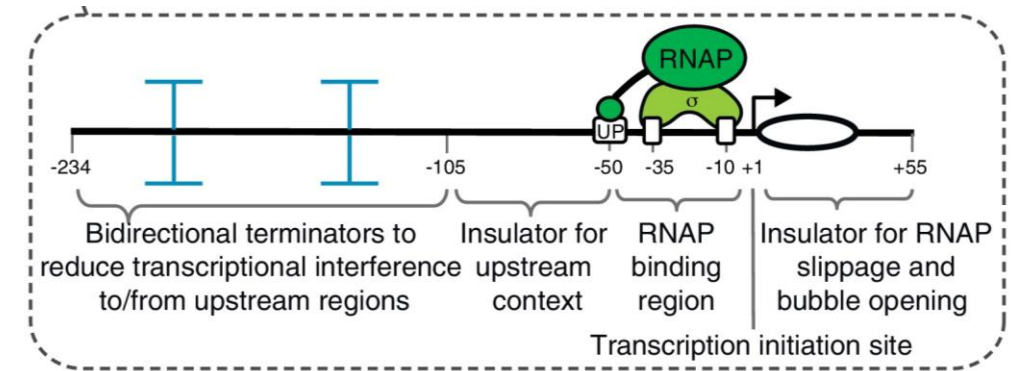 RNAP
σ
UP
-234
-105
-50
-35
-10
+1
+55
Bidirectional terminators to
reduce transcriptional interference
to/from upstream regions
Insulator for
upstream
context
RNAP
binding
region
Insulator for RNAP
slippage and
bubble opening
Transcription initiation site